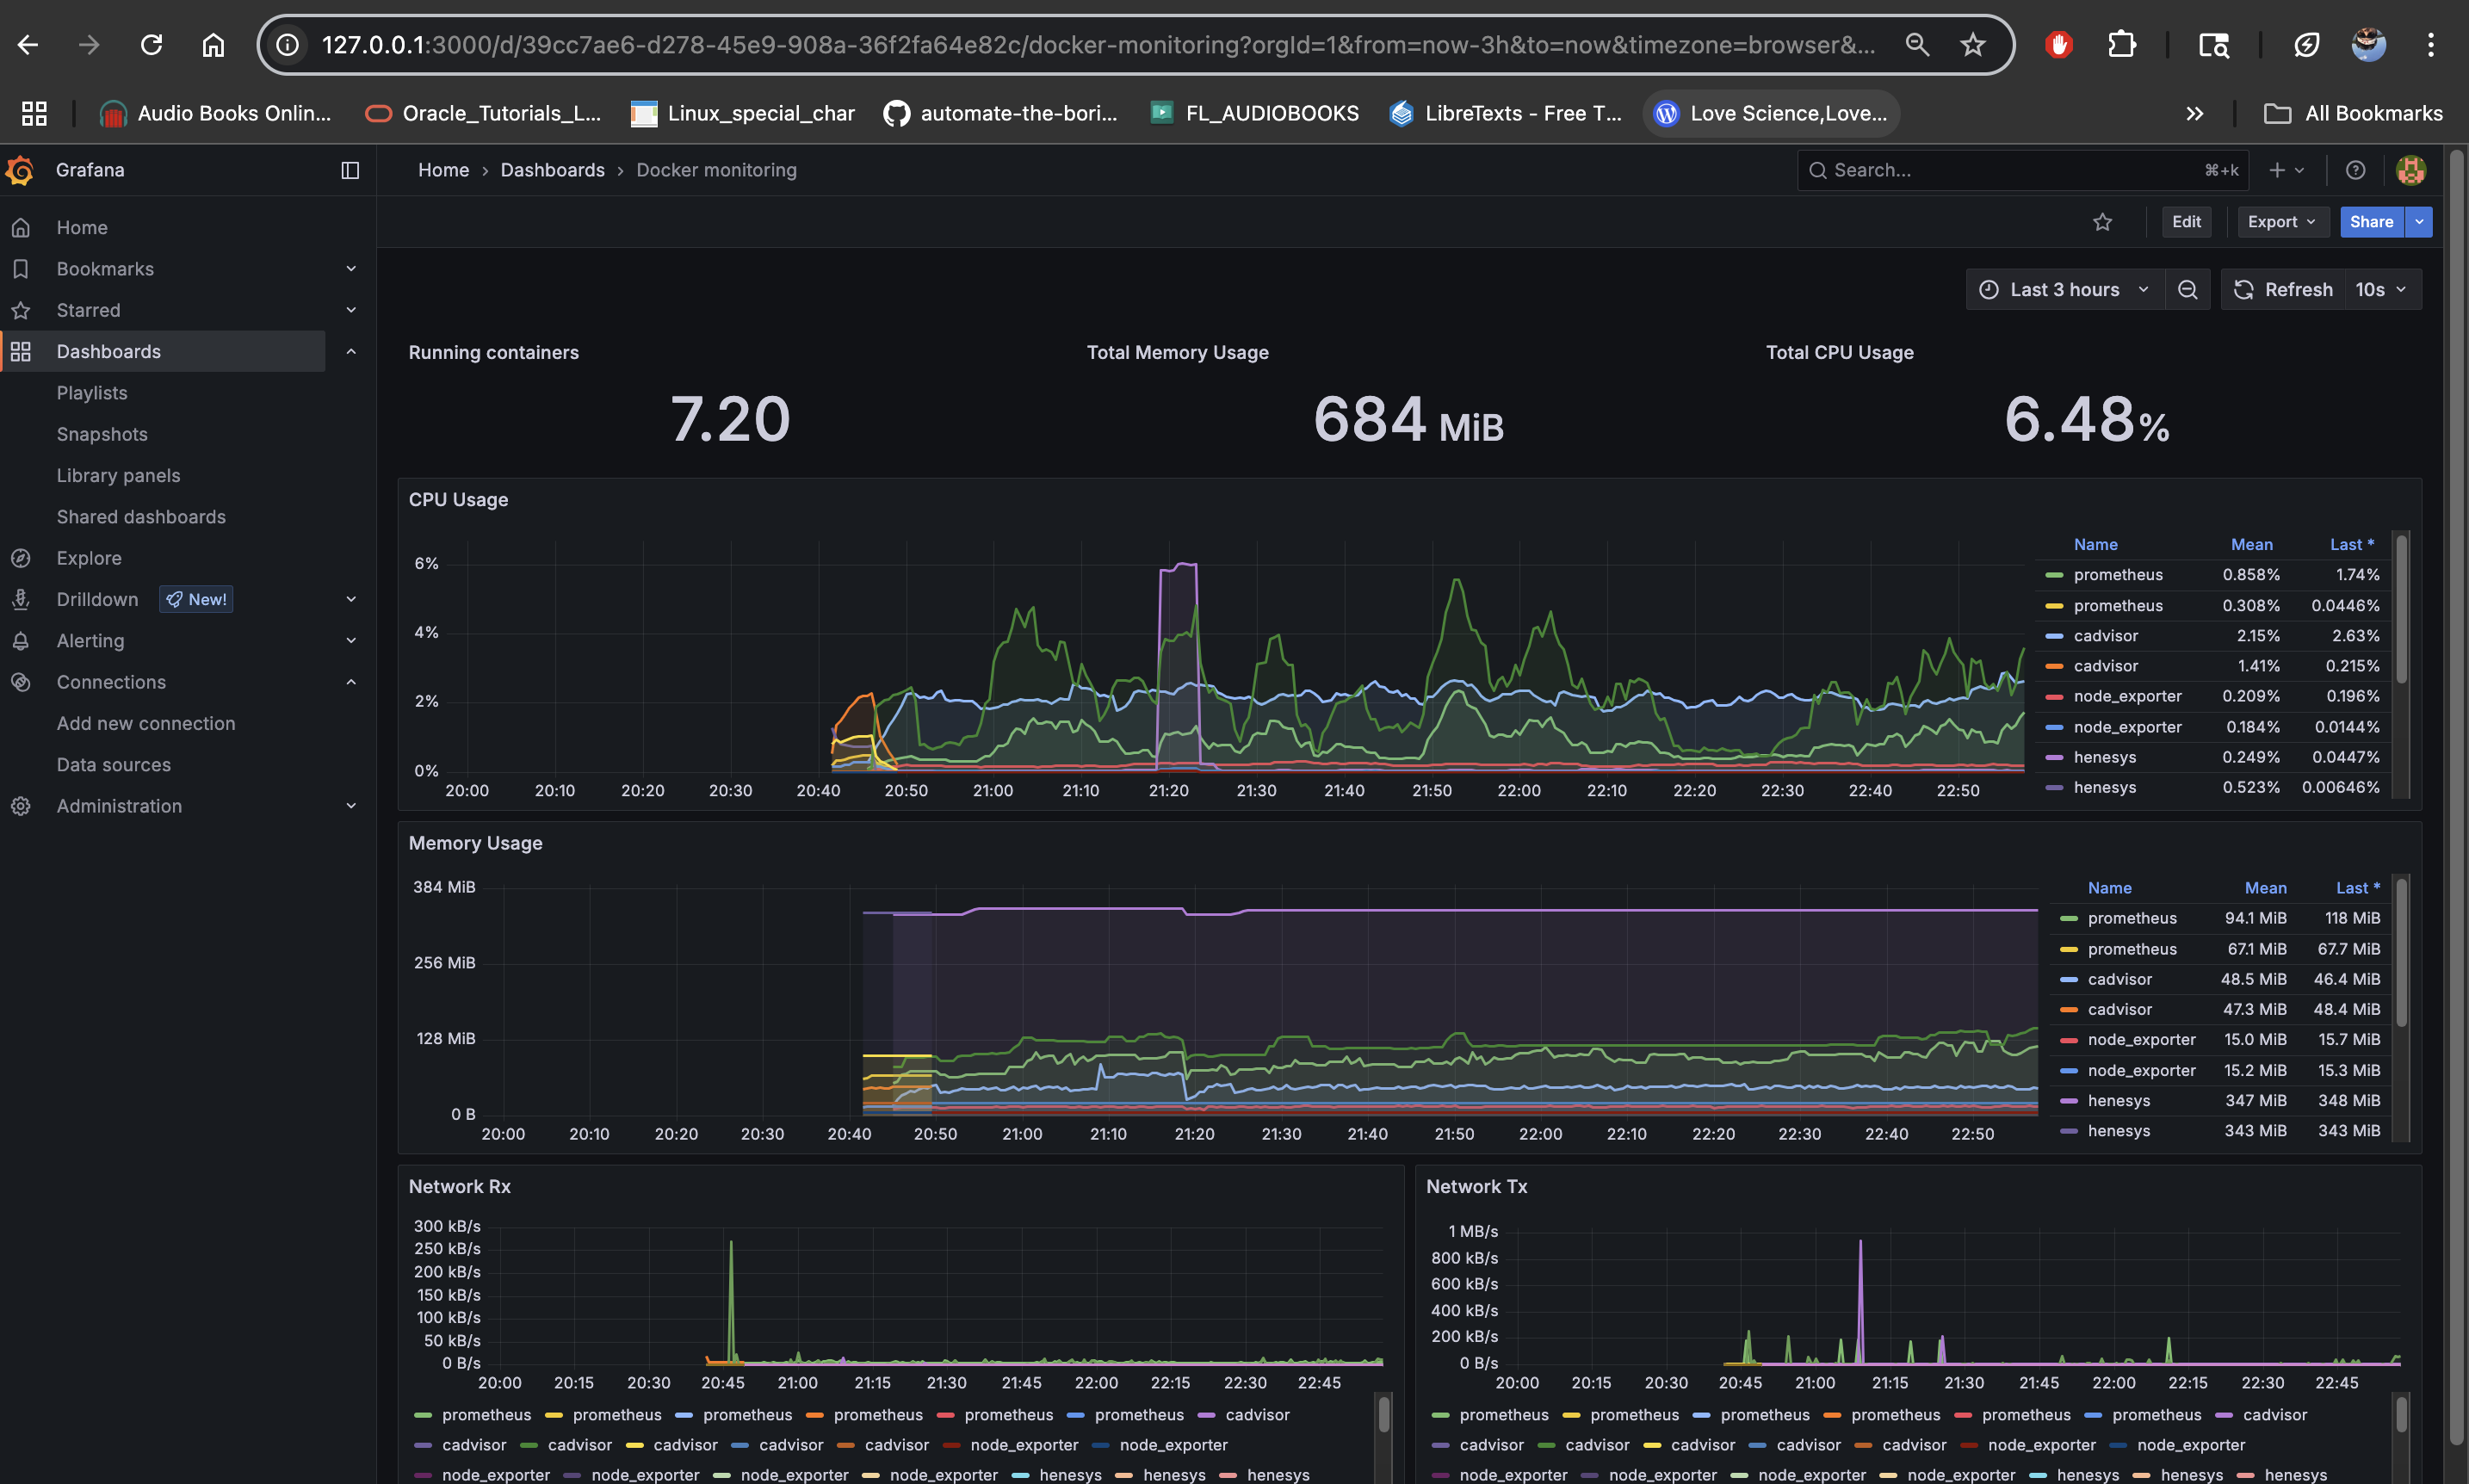 127.0.0.1:3000/d/39cc7ae6-d278-45e9-908a-36f2fa64e82c/docker-monitoring?orgId=1&from=now-3h&to=now&timezone=browser&...
Audio Books Onlin... Oracle_Tutorials_L... Linux_special_char automate-the-bori... FL_AUDIOBOOKS LibreTexts - Free T... Love Science,Love... All Bookmarks
Grafana
Home › Dashboards › Docker monitoring
Search... ⌘+k
Home
Bookmarks
Starred
Dashboards
Playlists
Snapshots
Library panels
Shared dashboards
Explore
Drilldown New!
Alerting
Connections
Add new connection
Data sources
Administration
Edit Export Share
Last 3 hours Refresh 10s
Running containers
7.20
Total Memory Usage
684 MiB
Total CPU Usage
6.48%
CPU Usage
6%
4%
2%
0%
20:00 20:10 20:20 20:30 20:40 20:50 21:00 21:10 21:20 21:30 21:40 21:50 22:00 22:10 22:20 22:30 22:40 22:50
Name Mean Last *
prometheus 0.858% 1.74%
prometheus 0.308% 0.0446%
cadvisor 2.15% 2.63%
cadvisor 1.41% 0.215%
node_exporter 0.209% 0.196%
node_exporter 0.184% 0.0144%
henesys 0.249% 0.0447%
henesys 0.523% 0.00646%
Memory Usage
384 MiB
256 MiB
128 MiB
0 B
20:00 20:10 20:20 20:30 20:40 20:50 21:00 21:10 21:20 21:30 21:40 21:50 22:00 22:10 22:20 22:30 22:40 22:50
Name Mean Last *
prometheus 94.1 MiB 118 MiB
prometheus 67.1 MiB 67.7 MiB
cadvisor 48.5 MiB 46.4 MiB
cadvisor 47.3 MiB 48.4 MiB
node_exporter 15.0 MiB 15.7 MiB
node_exporter 15.2 MiB 15.3 MiB
henesys 347 MiB 348 MiB
henesys 343 MiB 343 MiB
Network Rx
300 kB/s
250 kB/s
200 kB/s
150 kB/s
100 kB/s
50 kB/s
0 B/s
20:00 20:15 20:30 20:45 21:00 21:15 21:30 21:45 22:00 22:15 22:30 22:45
prometheus prometheus prometheus prometheus prometheus prometheus cadvisor
cadvisor cadvisor cadvisor cadvisor cadvisor node_exporter node_exporter
node_exporter node_exporter node_exporter node_exporter henesys henesys henesys
Network Tx
1 MB/s
800 kB/s
600 kB/s
400 kB/s
200 kB/s
0 B/s
20:00 20:15 20:30 20:45 21:00 21:15 21:30 21:45 22:00 22:15 22:30 22:45
prometheus prometheus prometheus prometheus prometheus prometheus cadvisor
cadvisor cadvisor cadvisor cadvisor cadvisor node_exporter node_exporter
node_exporter node_exporter node_exporter node_exporter henesys henesys henesys